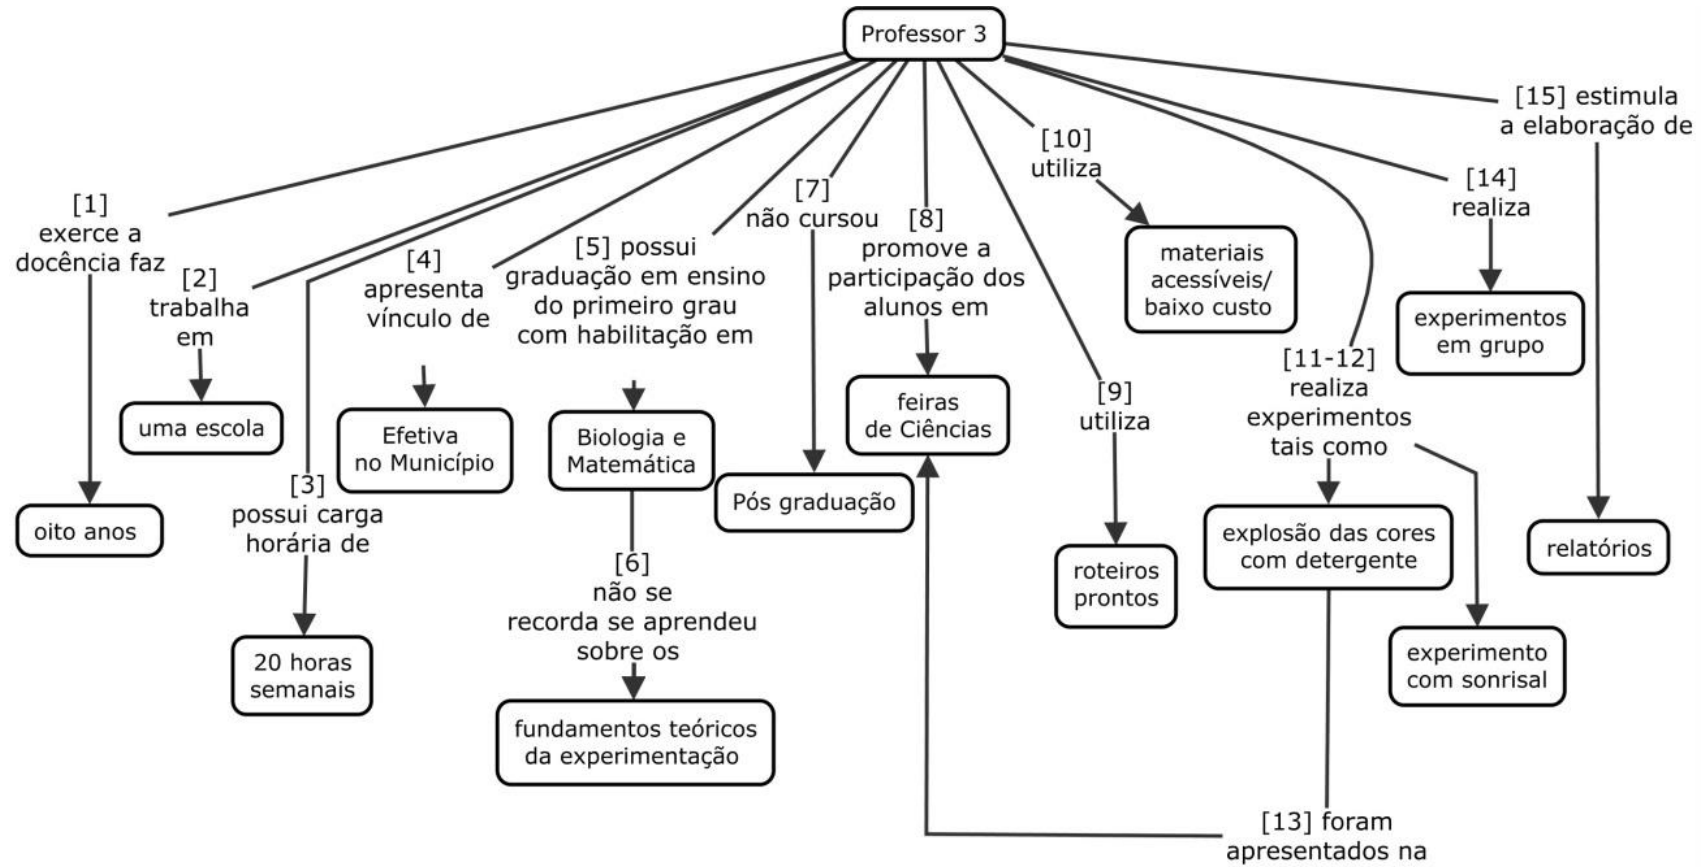 Professor 3
[1]
exerce a
docência faz
oito anos
[2]
trabalha
em
uma escola
[3]
possui carga
horária de
20 horas
semanais
[4]
apresenta
vínculo de
Efetiva
no Município
[5] possui
graduação em ensino
do primeiro grau
com habilitação em
Biologia e
Matemática
[6]
não se
recorda se aprendeu
sobre os
fundamentos teóricos
da experimentação
[7]
não cursou
Pós graduação
[8]
promove a
participação dos
alunos em
feiras
de Ciências
[9]
utiliza
roteiros
prontos
[10]
utiliza
materiais
acessíveis/
baixo custo
[11-12]
realiza
experimentos
tais como
explosão das cores
com detergente
experimento
com sonrisal
[13] foram
apresentados na
[14]
realiza
experimentos
em grupo
[15] estimula
a elaboração de
relatórios